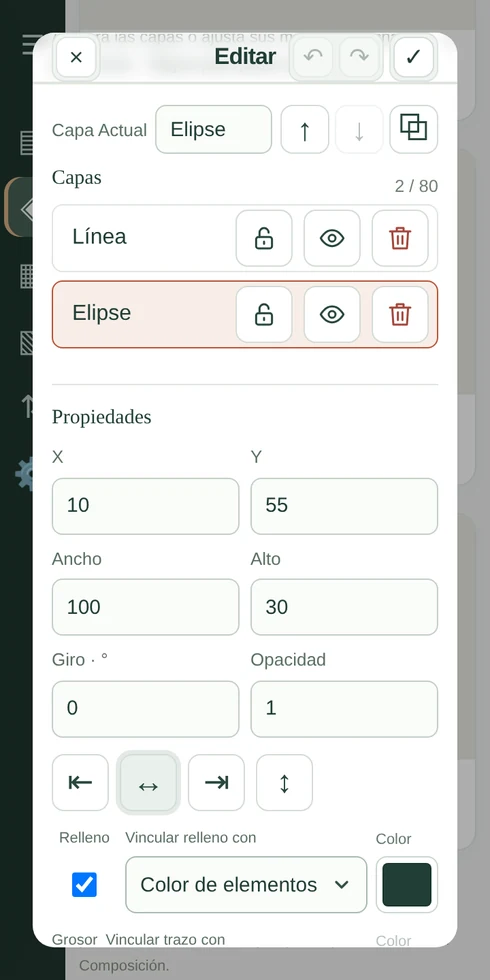 Editar
Capa Actual Elipse
Capas
2 / 80
Línea
Elipse
Propiedades
X Y
10 55
Ancho Alto
100 30
Giro · ° Opacidad
0 1
Relleno Vincular relleno con Color
Color de elementos
Grosor Vincular trazo con Color
Composición.